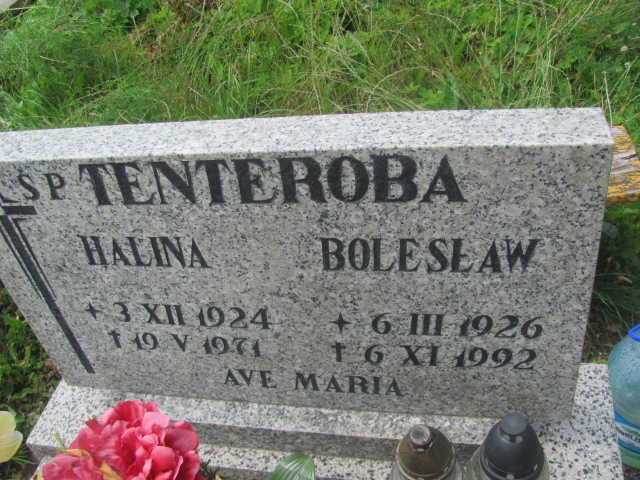 ŚP TENTEROBA
HALINA BOLESŁAW
3 XII 1924 6 III 1926
† 19 V 1971 † 6 XI 1992
AVE MARIA